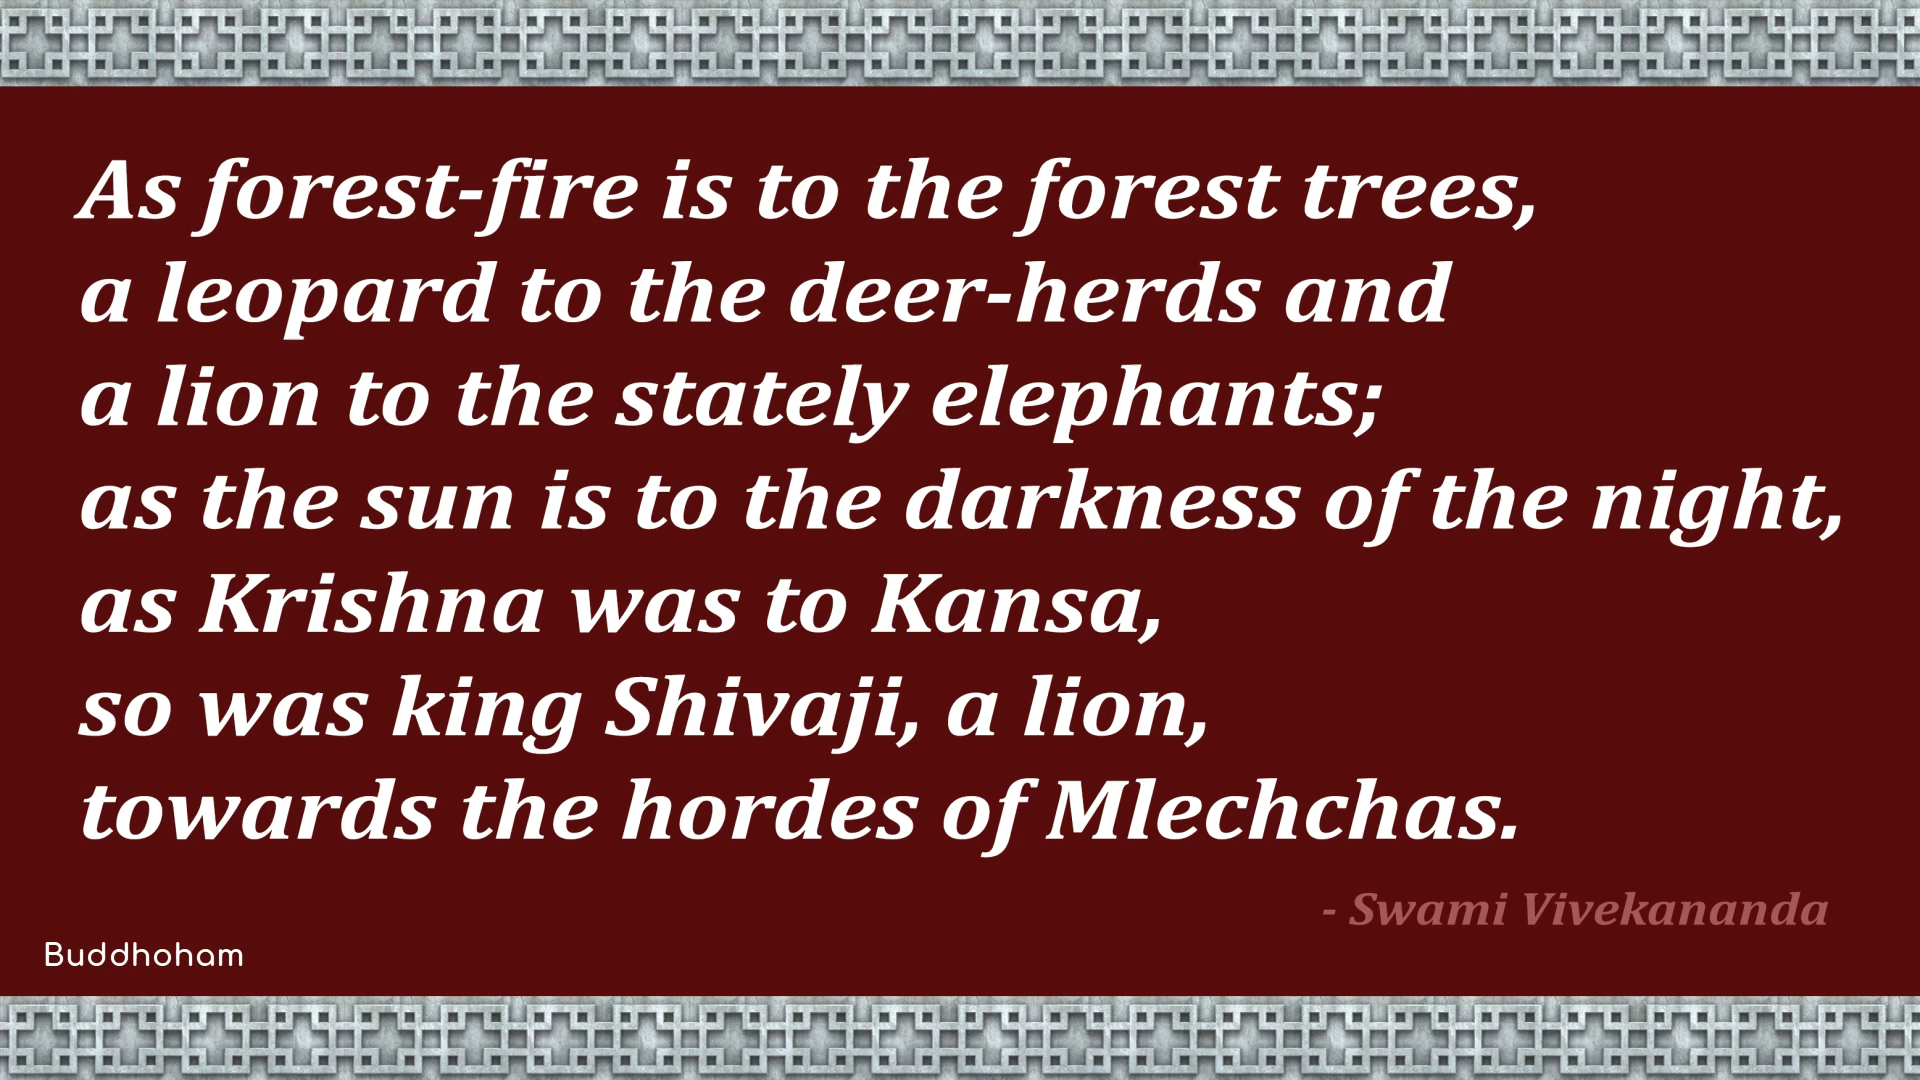 As forest-fire is to the forest trees,
a leopard to the deer-herds and
a lion to the stately elephants;
as the sun is to the darkness of the night,
as Krishna was to Kansa,
so was king Shivaji, a lion,
towards the hordes of Mlechchas.
- Swami Vivekananda
Buddhoham